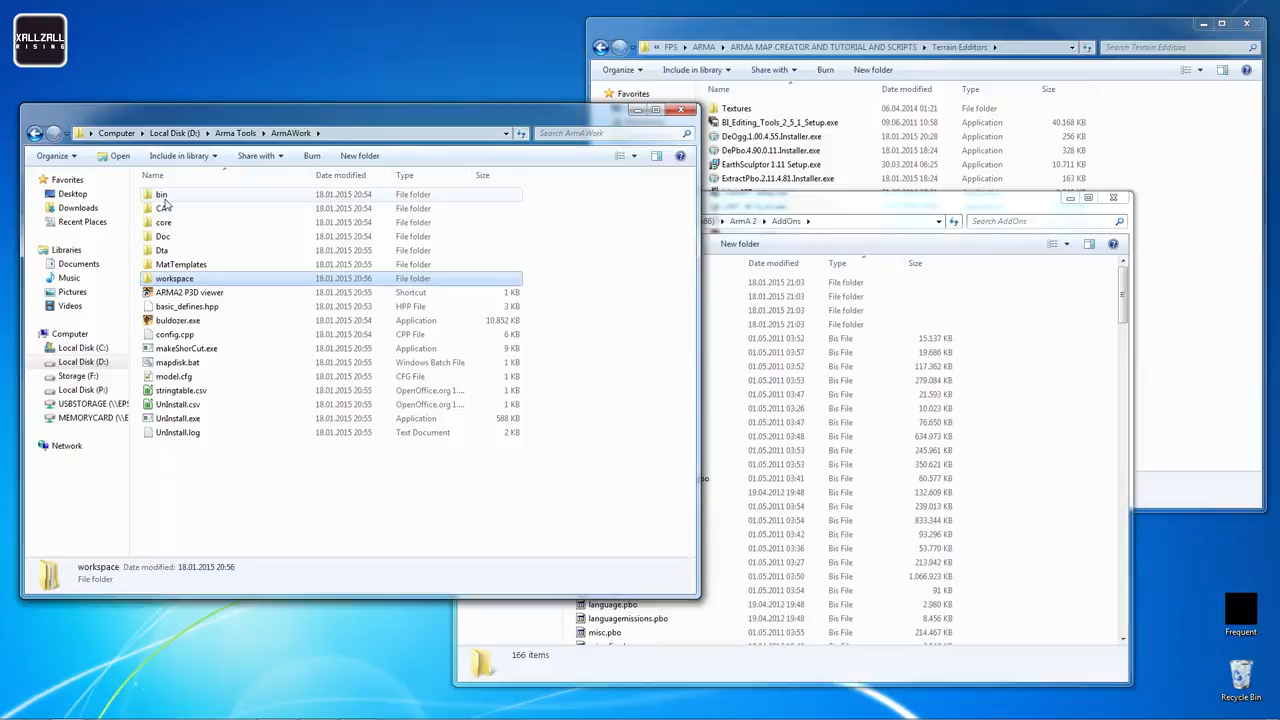 XALLZALL
RISING
« FPS ▸ ARMA ▸ ARMA MAP CREATOR AND TUTORIAL AND SCRIPTS ▸ Terrain Edditors ▸
Search Terrain Edditors
Organize Include in library Share with Burn New folder
Favorites
Name Date modified Type Size
Textures 06.04.2014 01:21 File folder
BI_Editing_Tools_2_5_1_Setup.exe 09.06.2011 10:58 Application 40.168 KB
DeOgg.1.00.4.55.Installer.exe 18.01.2015 18:24 Application 256 KB
DePbo.4.90.0.11.Installer.exe 18.01.2015 18:24 Application 328 KB
EarthSculptor 1.11 Setup.exe 30.03.2014 06:25 Application 10.711 KB
ExtractPbo.2.11.4.81.Installer.exe 18.01.2015 18:24 Application 163 KB
▸ Computer ▸ Local Disk (D:) ▸ Arma Tools ▸ ArmAWork ▸
Search ArmAWork
Organize Open Include in library Share with Burn New folder
Favorites
Desktop
Downloads
Recent Places
Libraries
Documents
Music
Pictures
Videos
Computer
Local Disk (C:)
Local Disk (D:)
Storage (F:)
Local Disk (P:)
USBSTORAGE (\\EPS
MEMORYCARD (\\E
Network
Name Date modified Type Size
bin 18.01.2015 20:54 File folder
CA 18.01.2015 20:54 File folder
core 18.01.2015 20:54 File folder
Doc 18.01.2015 20:54 File folder
Dta 18.01.2015 20:54 File folder
MatTemplates 18.01.2015 20:54 File folder
workspace 18.01.2015 20:56 File folder
ARMA2 P3D viewer 18.01.2015 20:55 Shortcut 1 KB
basic_defines.hpp 18.01.2015 20:54 HPP File 3 KB
buldozer.exe 18.01.2015 20:54 Application 10.852 KB
config.cpp 18.01.2015 20:54 CPP File 6 KB
makeShorCut.exe 18.01.2015 20:55 Application 9 KB
mapdisk.bat 18.01.2015 20:55 Windows Batch File 1 KB
model.cfg 18.01.2015 20:55 CFG File 1 KB
stringtable.csv 18.01.2015 20:55 OpenOffice.org 1.... 1 KB
UnInstall.csv 18.01.2015 20:55 OpenOffice.org 1.... 1 KB
UnInstall.exe 18.01.2015 20:55 Application 588 KB
UnInstall.log 18.01.2015 20:55 Text Document 2 KB
workspace Date modified: 18.01.2015 20:56
File folder
ArmA 2 ▸ AddOns ▸
Search AddOns
New folder
Date modified Type Size
18.01.2015 21:03 File folder
18.01.2015 21:03 File folder
18.01.2015 21:03 File folder
18.01.2015 21:03 File folder
01.05.2011 03:52 Bis File 15.137 KB
01.05.2011 03:57 Bis File 19.686 KB
01.05.2011 03:52 Bis File 117.362 KB
01.05.2011 03:53 Bis File 279.084 KB
01.05.2011 03:47 Bis File 21.593 KB
01.05.2011 03:26 Bis File 10.023 KB
01.05.2011 03:47 Bis File 76.650 KB
01.05.2011 03:48 Bis File 634.973 KB
01.05.2011 03:53 Bis File 245.961 KB
01.05.2011 03:53 Bis File 350.621 KB
01.05.2011 03:47 Bis File 60.577 KB
19.04.2012 19:48 Bis File 132.609 KB
01.05.2011 03:54 Bis File 239.013 KB
01.05.2011 03:54 Bis File 833.344 KB
01.05.2011 03:42 Bis File 93.296 KB
01.05.2011 03:36 Bis File 53.770 KB
01.05.2011 03:27 Bis File 213.942 KB
01.05.2011 03:50 Bis File 1.066.923 KB
01.05.2011 03:54 Bis File 91 KB
language.pbo 19.04.2012 19:48 Bis File 2.980 KB
languagemissions.pbo 19.04.2012 19:48 Bis File 8.456 KB
misc.pbo 01.05.2011 03:55 Bis File 214.467 KB
166 items
Frequent
Recycle Bin